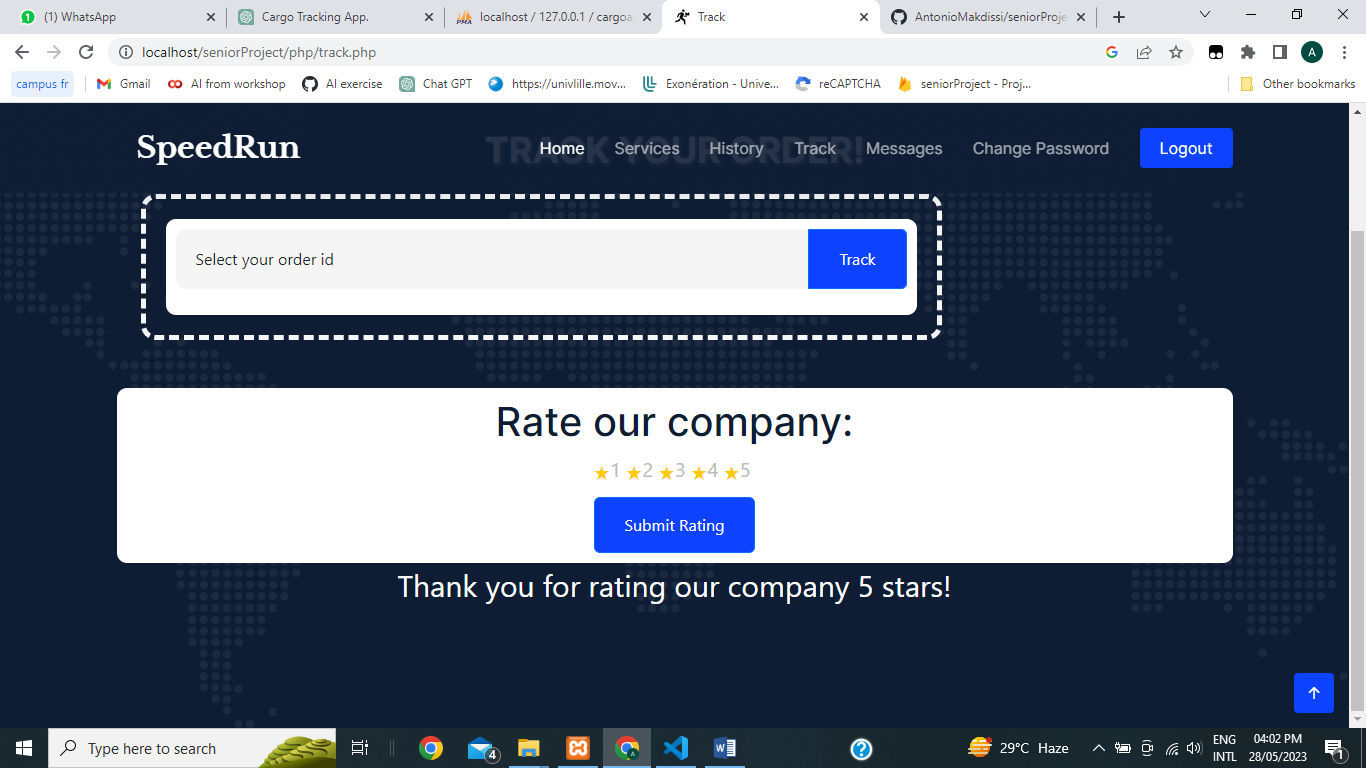 (1) WhatsApp
Cargo Tracking App.
localhost / 127.0.0.1 / cargoa
Track
AntonioMakdissi/seniorProje
localhost/seniorProject/php/track.php
A
campus fr
Gmail
AI from workshop
AI exercise
Chat GPT
https://univlille.mov...
Exonération - Unive...
reCAPTCHA
seniorProject - Proj...
Other bookmarks
TRACK YOUR ORDER!
SpeedRun
Home
Services
History
Track
Messages
Change Password
Logout
Select your order id
Track
Rate our company:
1 2 3 4 5
Submit Rating
Thank you for rating our company 5 stars!
Type here to search
4
29°C Haze
ENG
INTL
04:02 PM
28/05/2023
1